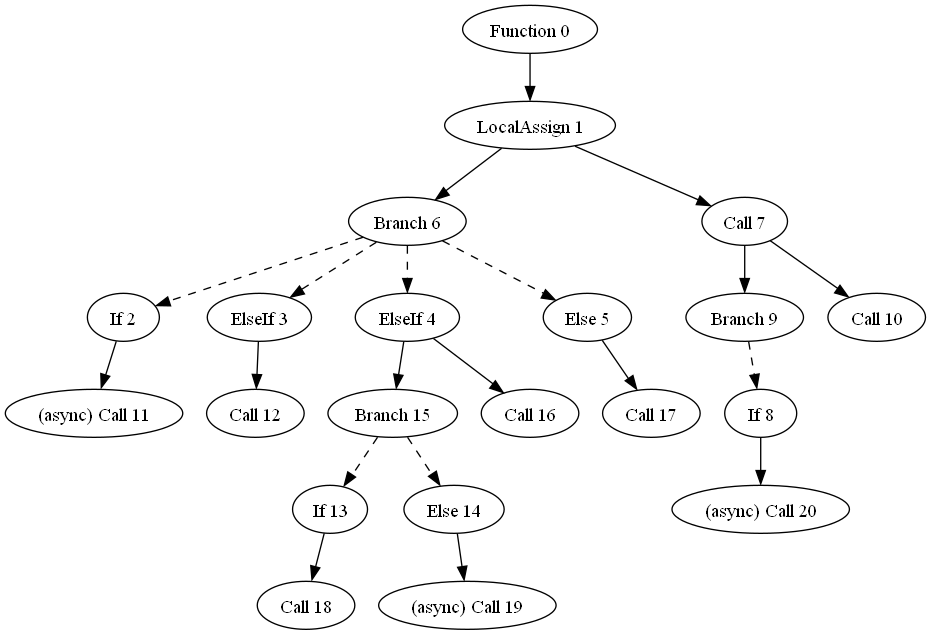 Function 0
LocalAssign 1
Branch 6
Call 7
If 2
ElseIf 3
ElseIf 4
Else 5
Branch 9
Call 10
(async) Call 11
Call 12
Branch 15
Call 16
Call 17
If 8
If 13
Else 14
(async) Call 20
Call 18
(async) Call 19